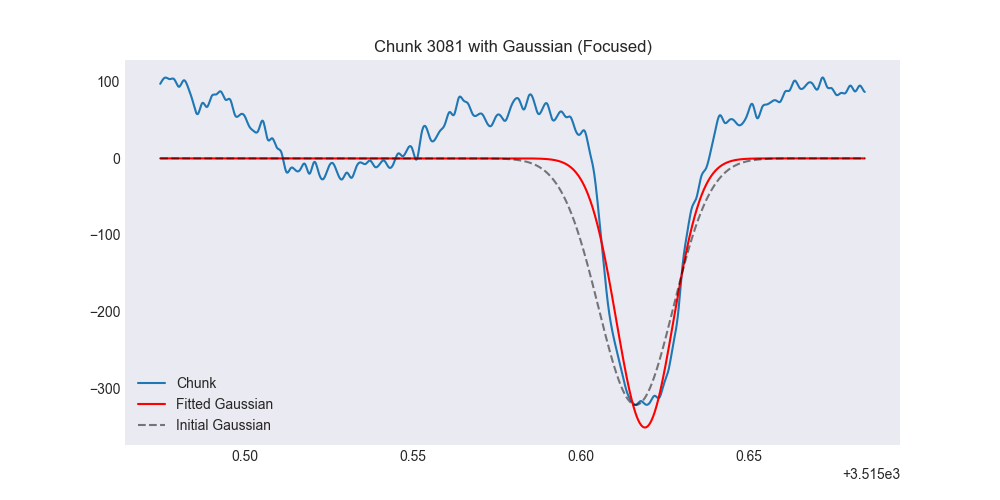 Chunk 3081 with Gaussian (Focused)
100
0
−100
−200
−300
Chunk
Fitted Gaussian
Initial Gaussian
0.50 0.55 0.60 0.65
+3.515e3